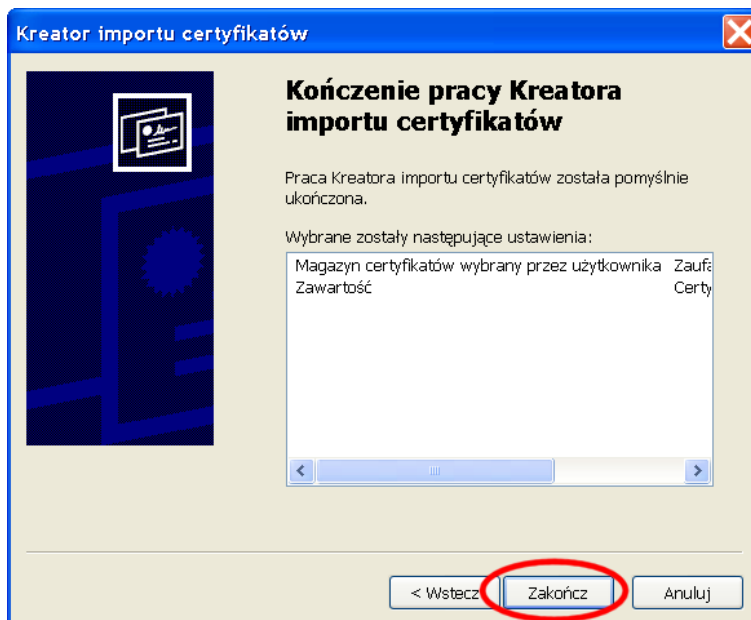 Kreator importu certyfikatów
Kończenie pracy Kreatora
importu certyfikatów
Praca Kreatora importu certyfikatów została pomyślnie
ukończona.
Wybrane zostały następujące ustawienia:
Magazyn certyfikatów wybrany przez użytkownika
Zawartość
< Wstecz Zakończ Anuluj